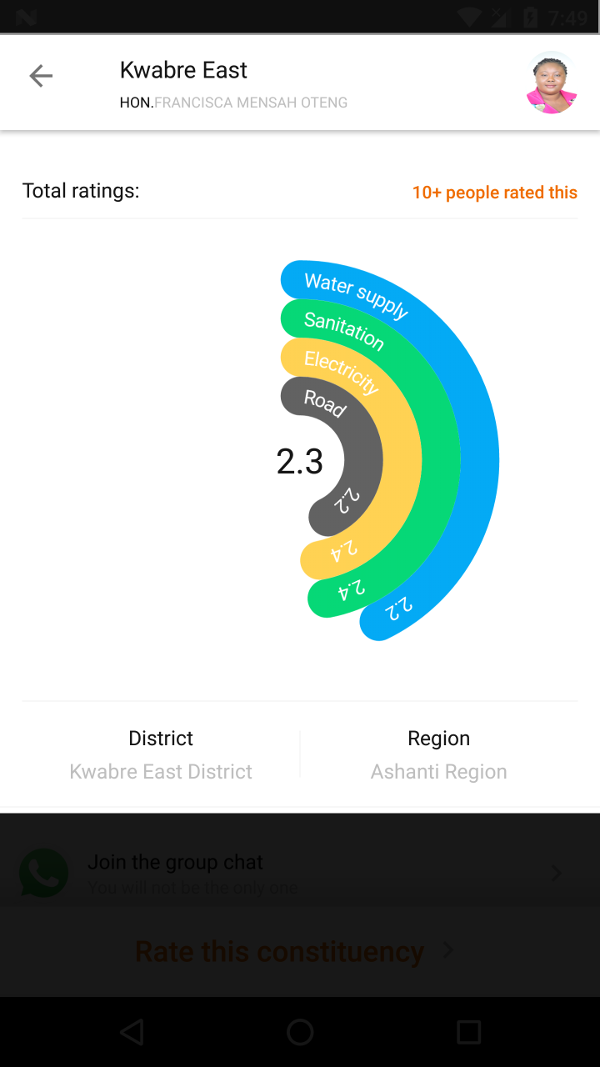 7:49
Kwabre East
HON.FRANCISCA MENSAH OTENG
Total ratings:
10+ people rated this
Water supply
Sanitation
Electricity
Road
2.3
2.2
2.4
2.4
2.2
District
Region
Kwabre East District
Ashanti Region
Join the group chat
You will not be the only one
Rate this constituency